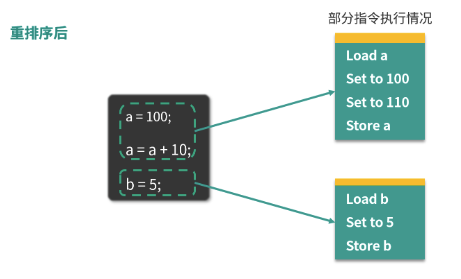 部分指令执行情况
重排序后
Load a
Set to 100
Set to 110
Store a
a = 100;
a = a + 10;
b = 5;
Load b
Set to 5
Store b